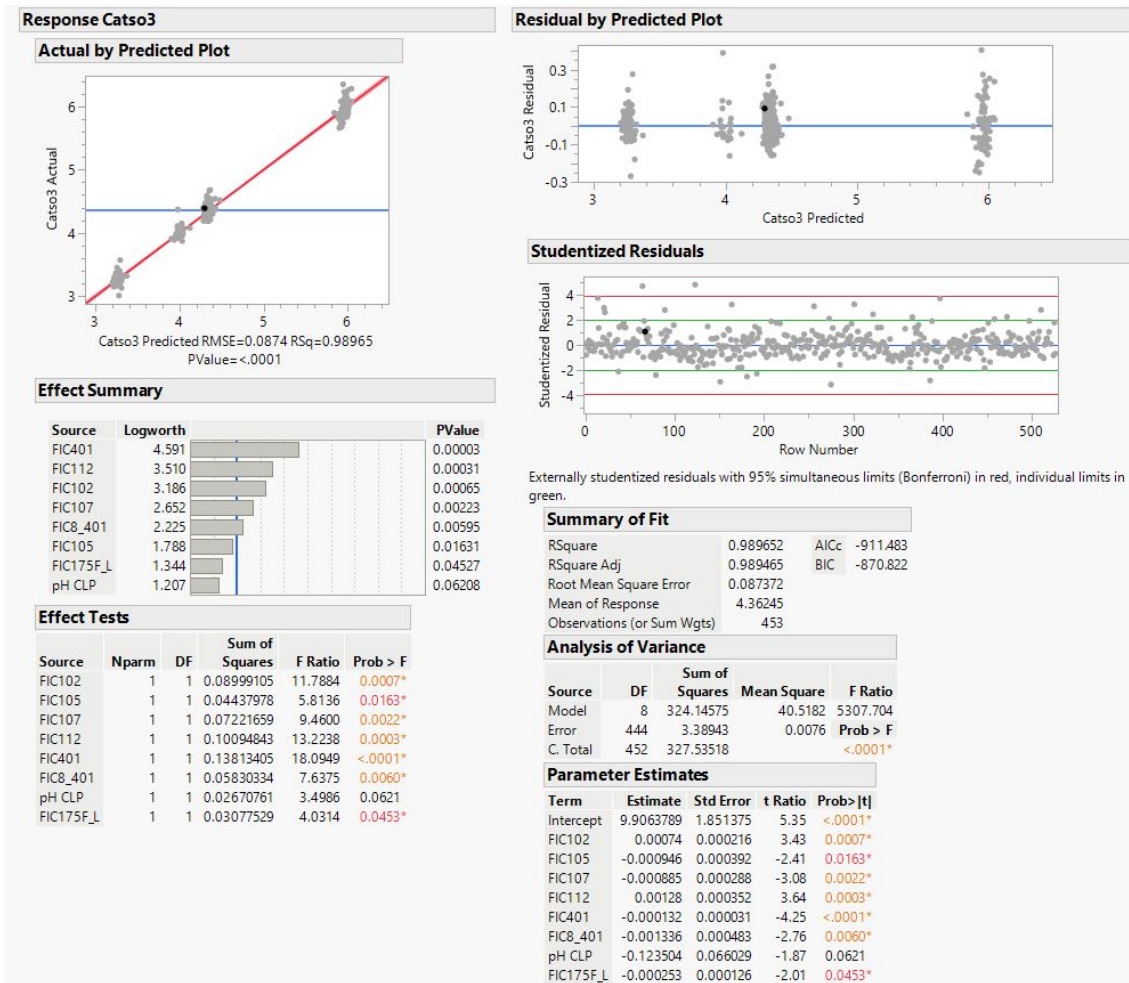 Response Catso3
Actual by Predicted Plot
Catso3 Actual
6
5
4
3
3 4 5 6
Catso3 Predicted RMSE=0.0874 RSq=0.98965
PValue=<.0001
Effect Summary
Source Logworth PValue
FIC401 4.591 0.00003
FIC112 3.510 0.00031
FIC102 3.186 0.00065
FIC107 2.652 0.00223
FIC8_401 2.225 0.00595
FIC105 1.788 0.01631
FIC175F_L 1.344 0.04527
pH CLP 1.207 0.06208
Effect Tests
Sum of
Source Nparm DF Squares F Ratio Prob > F
FIC102 1 1 0.08999105 11.7884 0.0007*
FIC105 1 1 0.04437978 5.8136 0.0163*
FIC107 1 1 0.07221659 9.4600 0.0022*
FIC112 1 1 0.10094843 13.2238 0.0003*
FIC401 1 1 0.13813405 18.0949 <.0001*
FIC8_401 1 1 0.05830334 7.6375 0.0060*
pH CLP 1 1 0.02670761 3.4986 0.0621
FIC175F_L 1 1 0.03077529 4.0314 0.0453*
Residual by Predicted Plot
Catso3 Residual
0.3
0.1
-0.1
-0.3
3 4 5 6
Catso3 Predicted
Studentized Residuals
Studentized Residual
4
2
0
-2
-4
0 100 200 300 400 500
Row Number
Externally studentized residuals with 95% simultaneous limits (Bonferroni) in red, individual limits in
green.
Summary of Fit
RSquare 0.989652 AICc -911.483
RSquare Adj 0.989465 BIC -870.822
Root Mean Square Error 0.087372
Mean of Response 4.36245
Observations (or Sum Wgts) 453
Analysis of Variance
Sum of
Source DF Squares Mean Square F Ratio
Model 8 324.14575 40.5182 5307.704
Error 444 3.38943 0.0076 Prob > F
C. Total 452 327.53518 <.0001*
Parameter Estimates
Term Estimate Std Error t Ratio Prob>|t|
Intercept 9.9063789 1.851375 5.35 <.0001*
FIC102 0.00074 0.000216 3.43 0.0007*
FIC105 -0.000946 0.000392 -2.41 0.0163*
FIC107 -0.000885 0.000288 -3.08 0.0022*
FIC112 0.00128 0.000352 3.64 0.0003*
FIC401 -0.000132 0.000031 -4.25 <.0001*
FIC8_401 -0.001336 0.000483 -2.76 0.0060*
pH CLP -0.123504 0.066029 -1.87 0.0621
FIC175F_L -0.000253 0.000126 -2.01 0.0453*